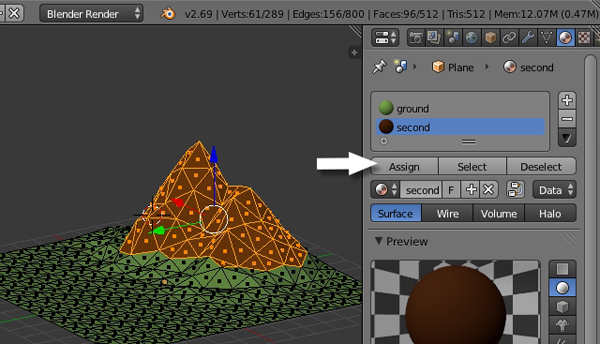 Blender Render v2.69 | Verts:61/289 | Edges:156/800 | Faces:96/512 | Tris:512 | Mem:12.07M (0.47M)
Plane second
ground
second
Assign Select Deselect
second F Data
Surface Wire Volume Halo
Preview